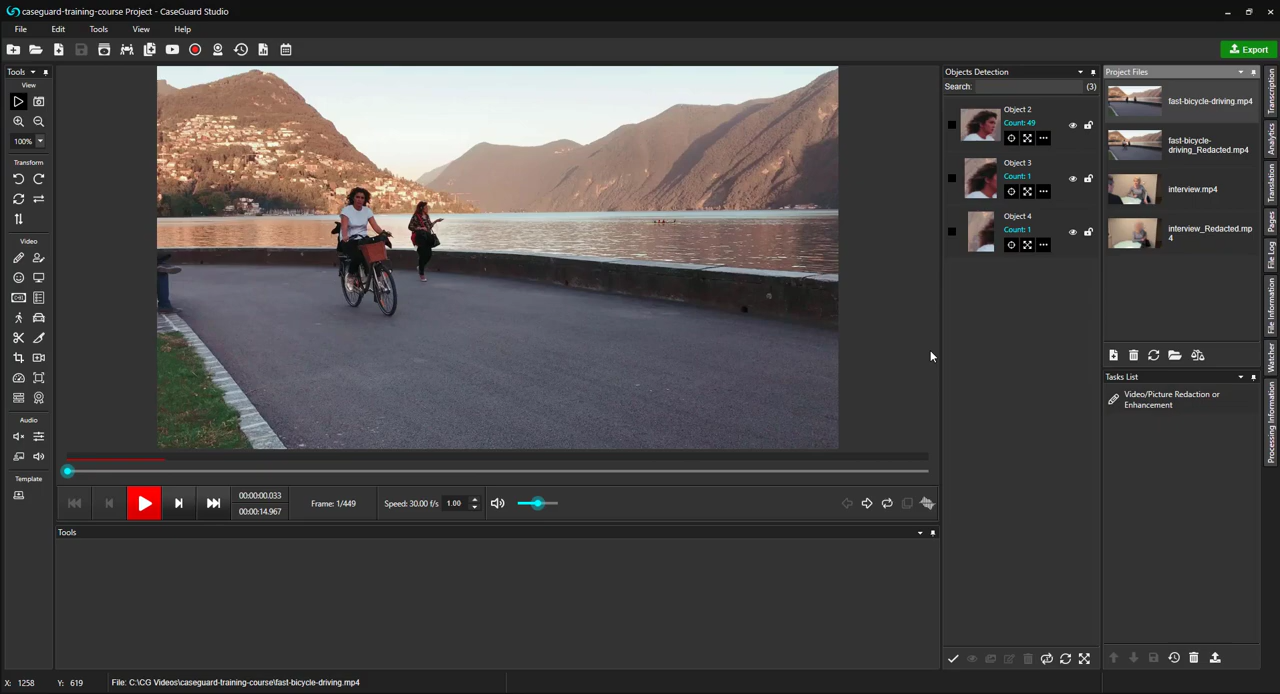 caseguard-training-course Project - CaseGuard Studio
File Edit Tools View Help
Export
Tools
View
100%
Transform
Video
Audio
Template
Objects Detection
Search: (3)
Object 2
Count: 49
Object 3
Count: 1
Object 4
Count: 1
Project Files
fast-bicycle-driving.mp4
fast-bicycle-
driving_Redacted.mp4
interview.mp4
interview_Redacted.mp
4
Tasks List
Video/Picture Redaction or
Enhancement
Transcription
Analytics
Translation
Pages
File Log
File Information
Watcher
Processing Information
00:00:00.033
00:00:14.967
Frame: 1/449
Speed: 30.00 f/s 1.00
Tools
X: 1258 Y: 619 File: C:\CG Videos\caseguard-training-course\fast-bicycle-driving.mp4